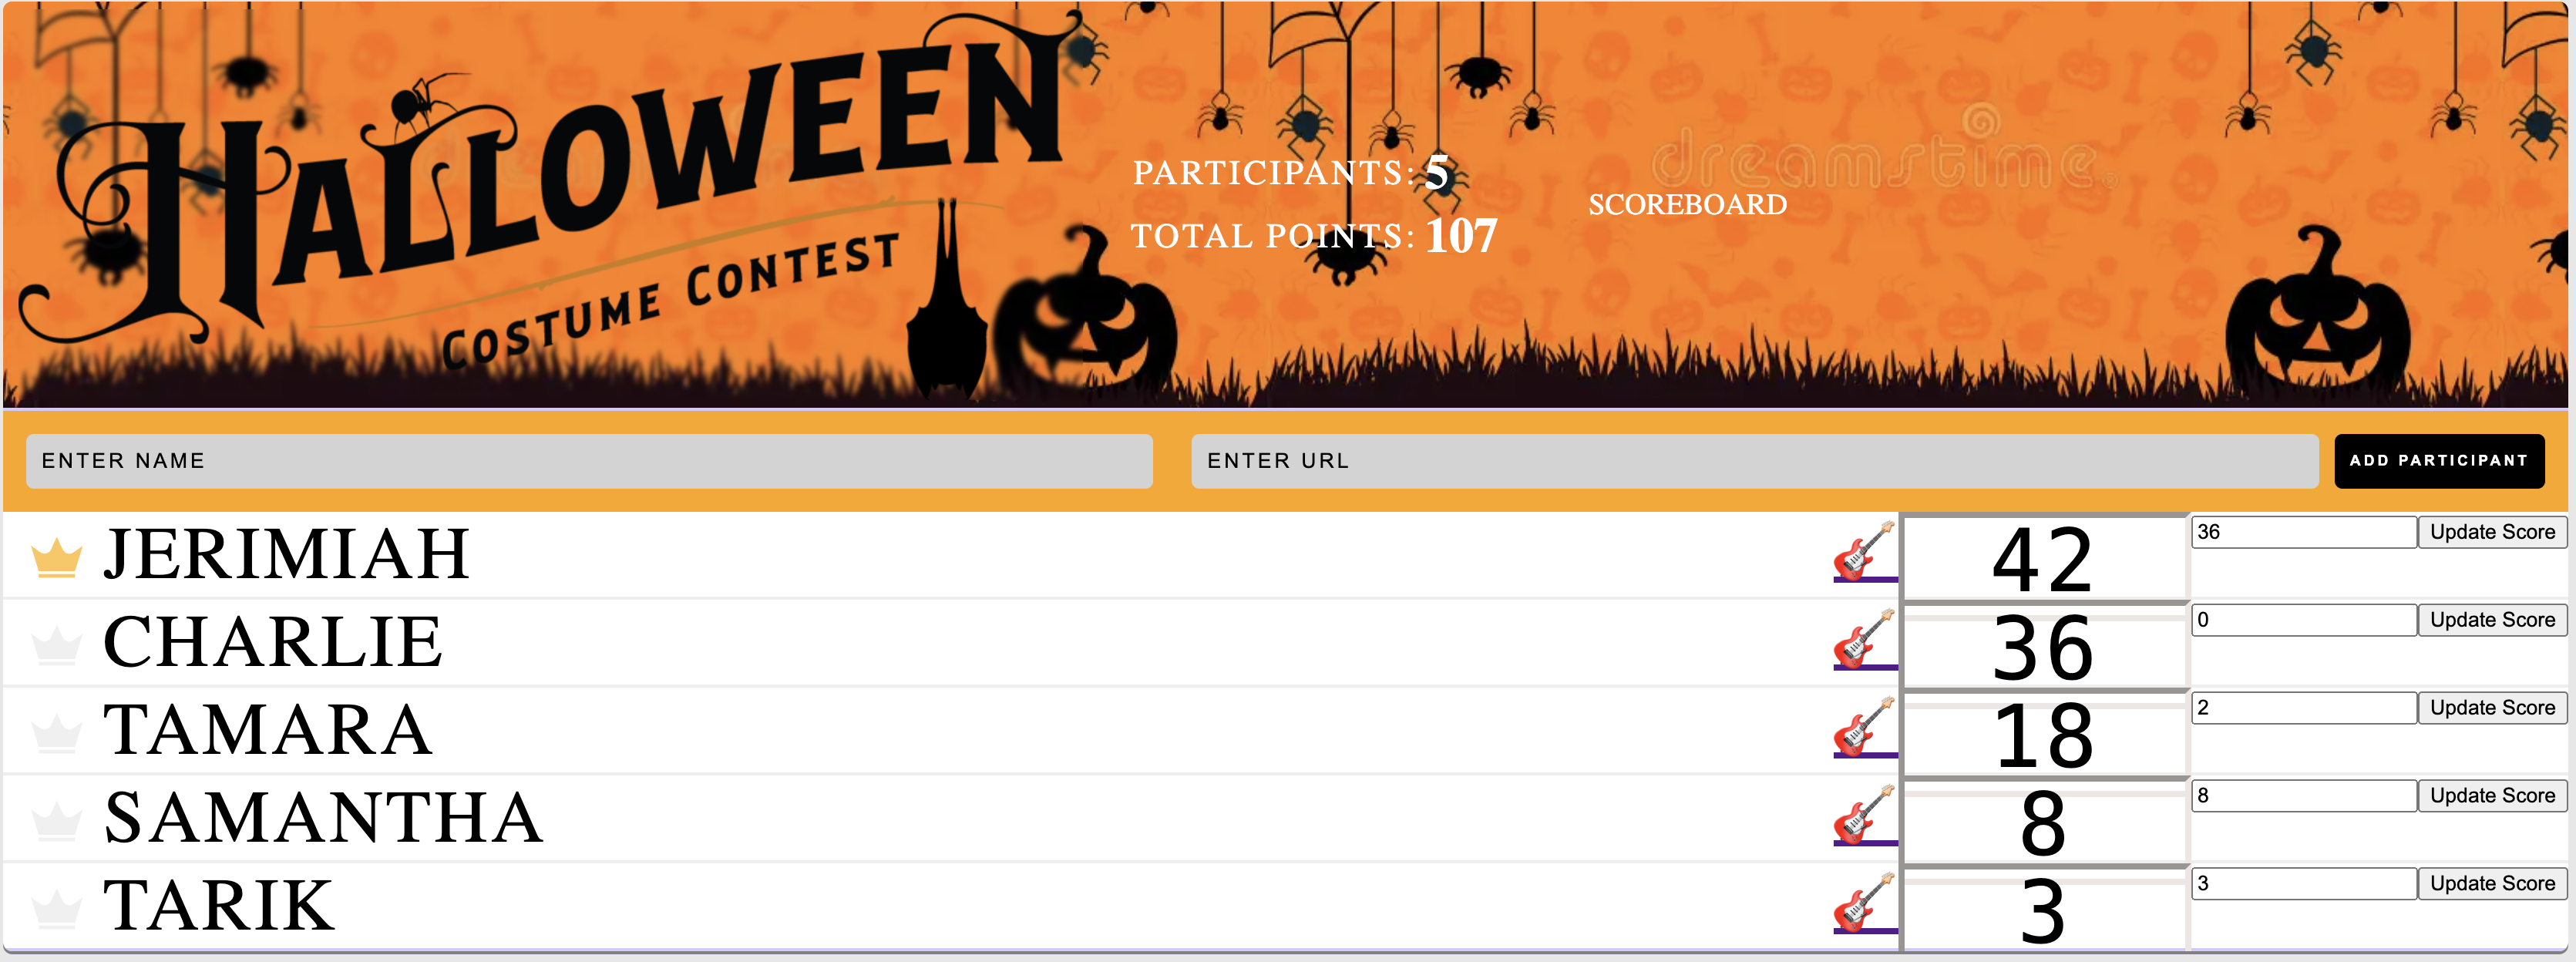 HALLOWEEN
COSTUME CONTEST
PARTICIPANTS: 5
TOTAL POINTS: 107
SCOREBOARD
dreamstime
ENTER NAME
ENTER URL
ADD PARTICIPANT
JERIMIAH
42
36
Update Score
CHARLIE
36
0
Update Score
TAMARA
18
2
Update Score
SAMANTHA
8
8
Update Score
TARIK
3
3
Update Score